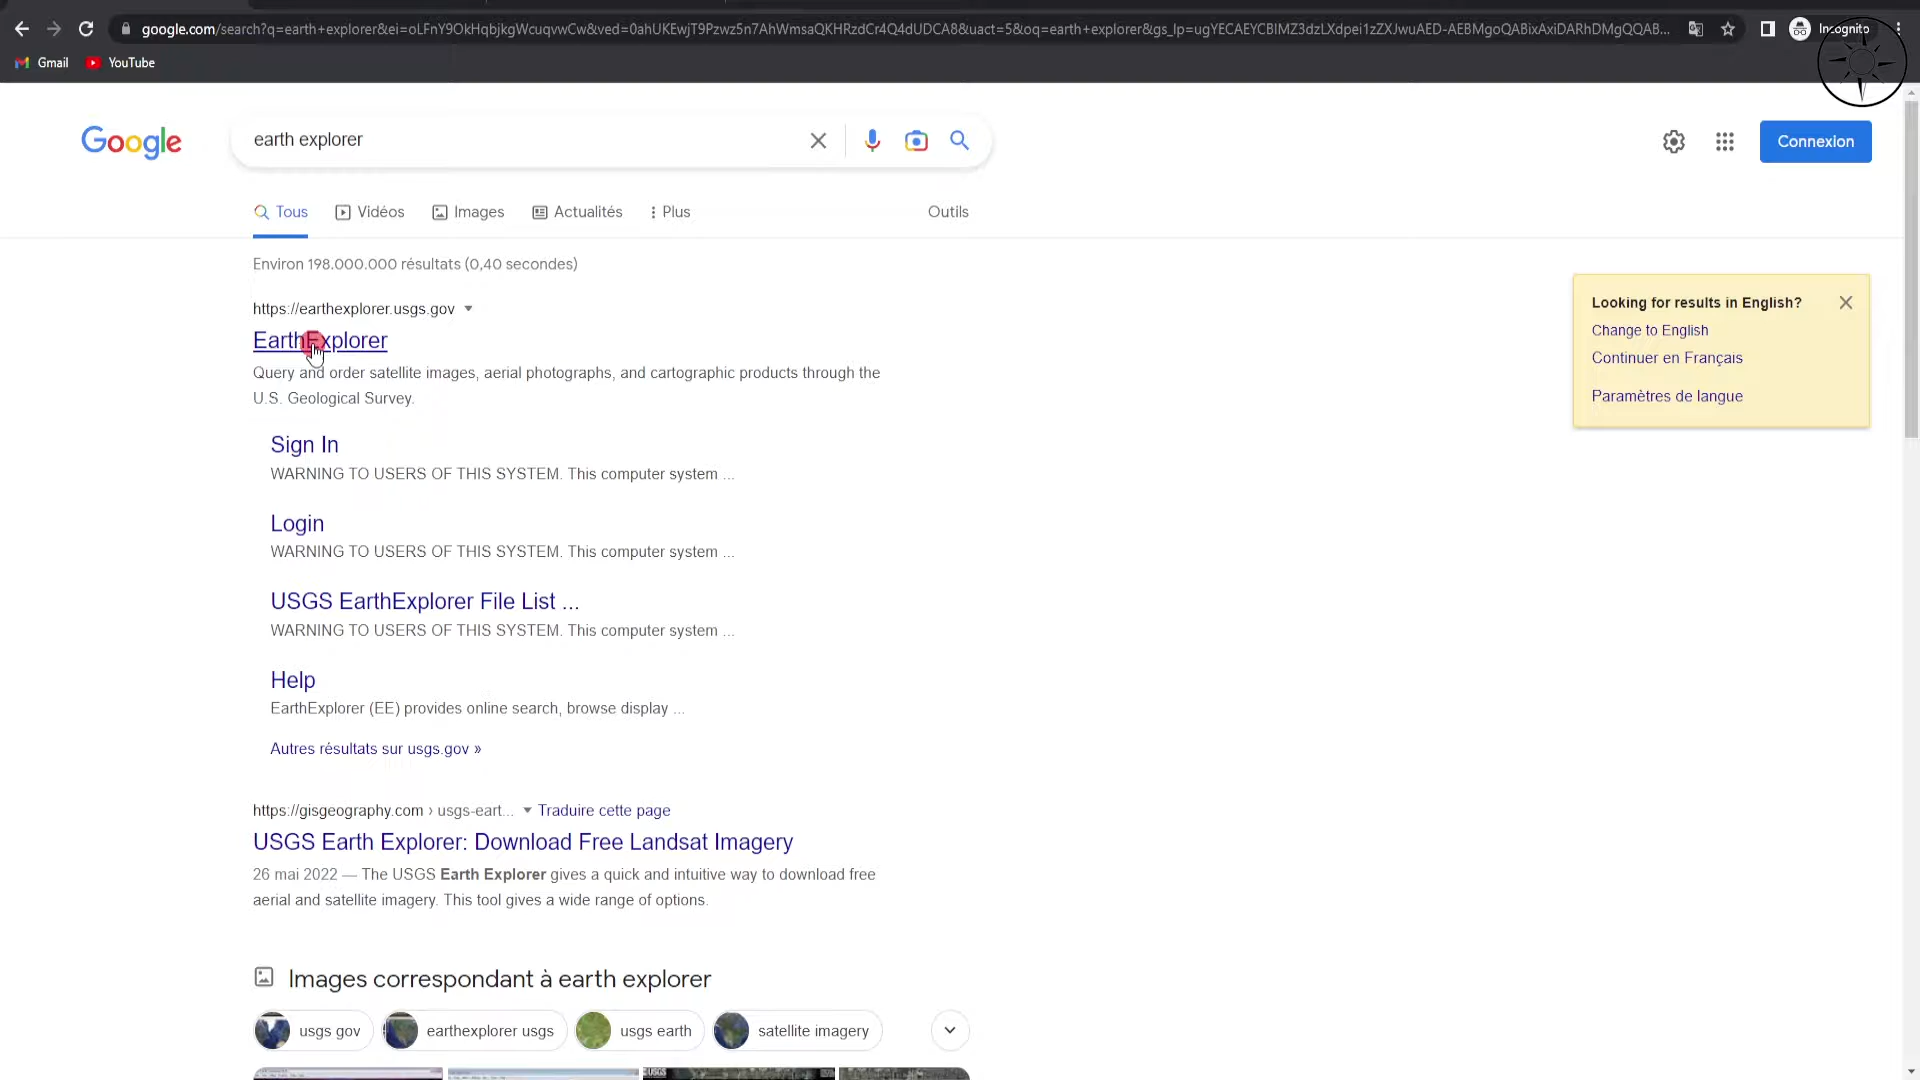 google.com/search?q=earth+explorer&ei=oLFnY9OkHqbjkgWcuqvwCw&ved=0ahUKEwjT9Pzwz5n7AhWmsaQKHRzdCr4Q4dUDCA8&uact=5&oq=earth+explorer&gs_lp=ugYECAEYCBIMZ3dzLXdpei1zZXJwuAED-AEBMgoQABixAxiDARhDMgQQAB...
Incognito
Gmail YouTube
Google
earth explorer
Connexion
Tous Vidéos Images Actualités Plus Outils
Environ 198.000.000 résultats (0,40 secondes)
https://earthexplorer.usgs.gov
EarthExplorer
Query and order satellite images, aerial photographs, and cartographic products through the
U.S. Geological Survey.
Sign In
WARNING TO USERS OF THIS SYSTEM. This computer system ...
Login
WARNING TO USERS OF THIS SYSTEM. This computer system ...
USGS EarthExplorer File List ...
WARNING TO USERS OF THIS SYSTEM. This computer system ...
Help
EarthExplorer (EE) provides online search, browse display ...
Autres résultats sur usgs.gov »
https://gisgeography.com › usgs-eart... Traduire cette page
USGS Earth Explorer: Download Free Landsat Imagery
26 mai 2022 — The USGS Earth Explorer gives a quick and intuitive way to download free
aerial and satellite imagery. This tool gives a wide range of options.
Images correspondant à earth explorer
usgs gov earthexplorer usgs usgs earth satellite imagery
Looking for results in English?
Change to English
Continuer en Français
Paramètres de langue